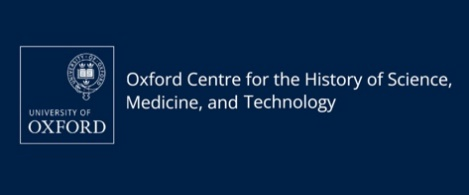 UNIVERSITY OF
OXFORD
Oxford Centre for the History of Science,
Medicine, and Technology